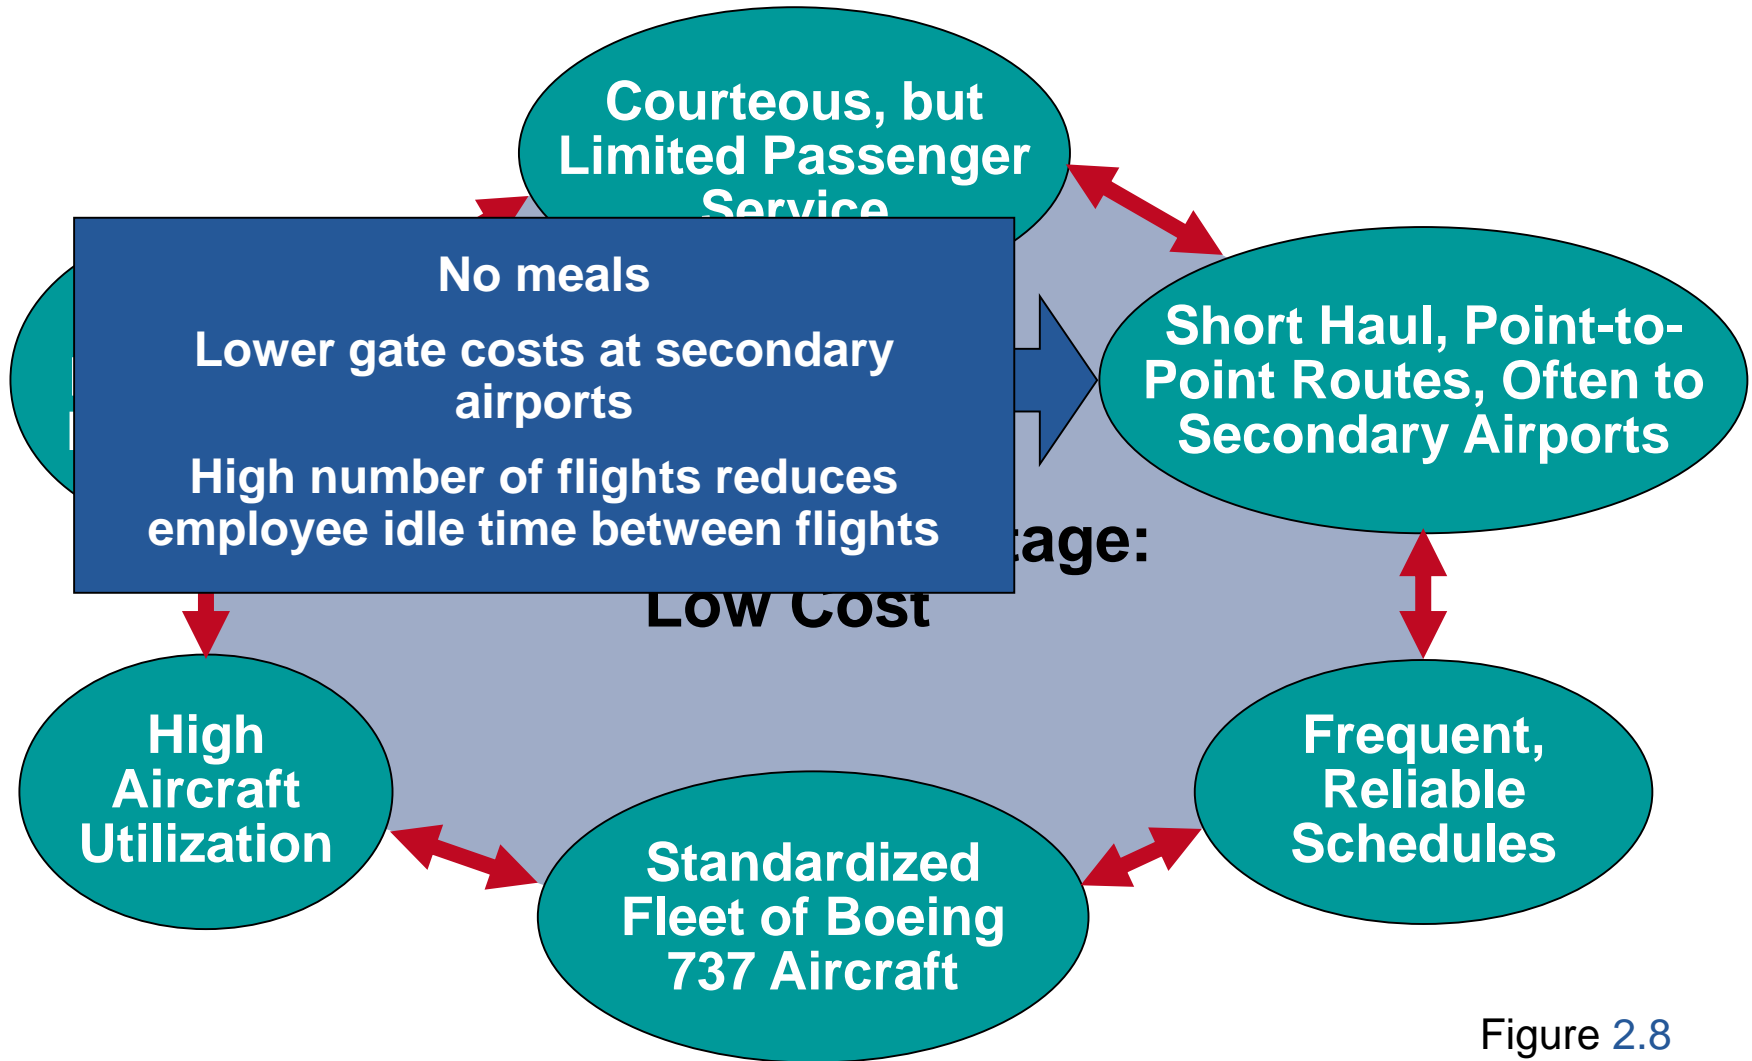 Courteous, but
Limited Passenger
Service
No meals
Lower gate costs at secondary
airports
High number of flights reduces
employee idle time between flights
Short Haul, Point-to-
Point Routes, Often to
Secondary Airports
tage:
Low Cost
High
Aircraft
Utilization
Frequent,
Reliable
Schedules
Standardized
Fleet of Boeing
737 Aircraft
Figure 2.8